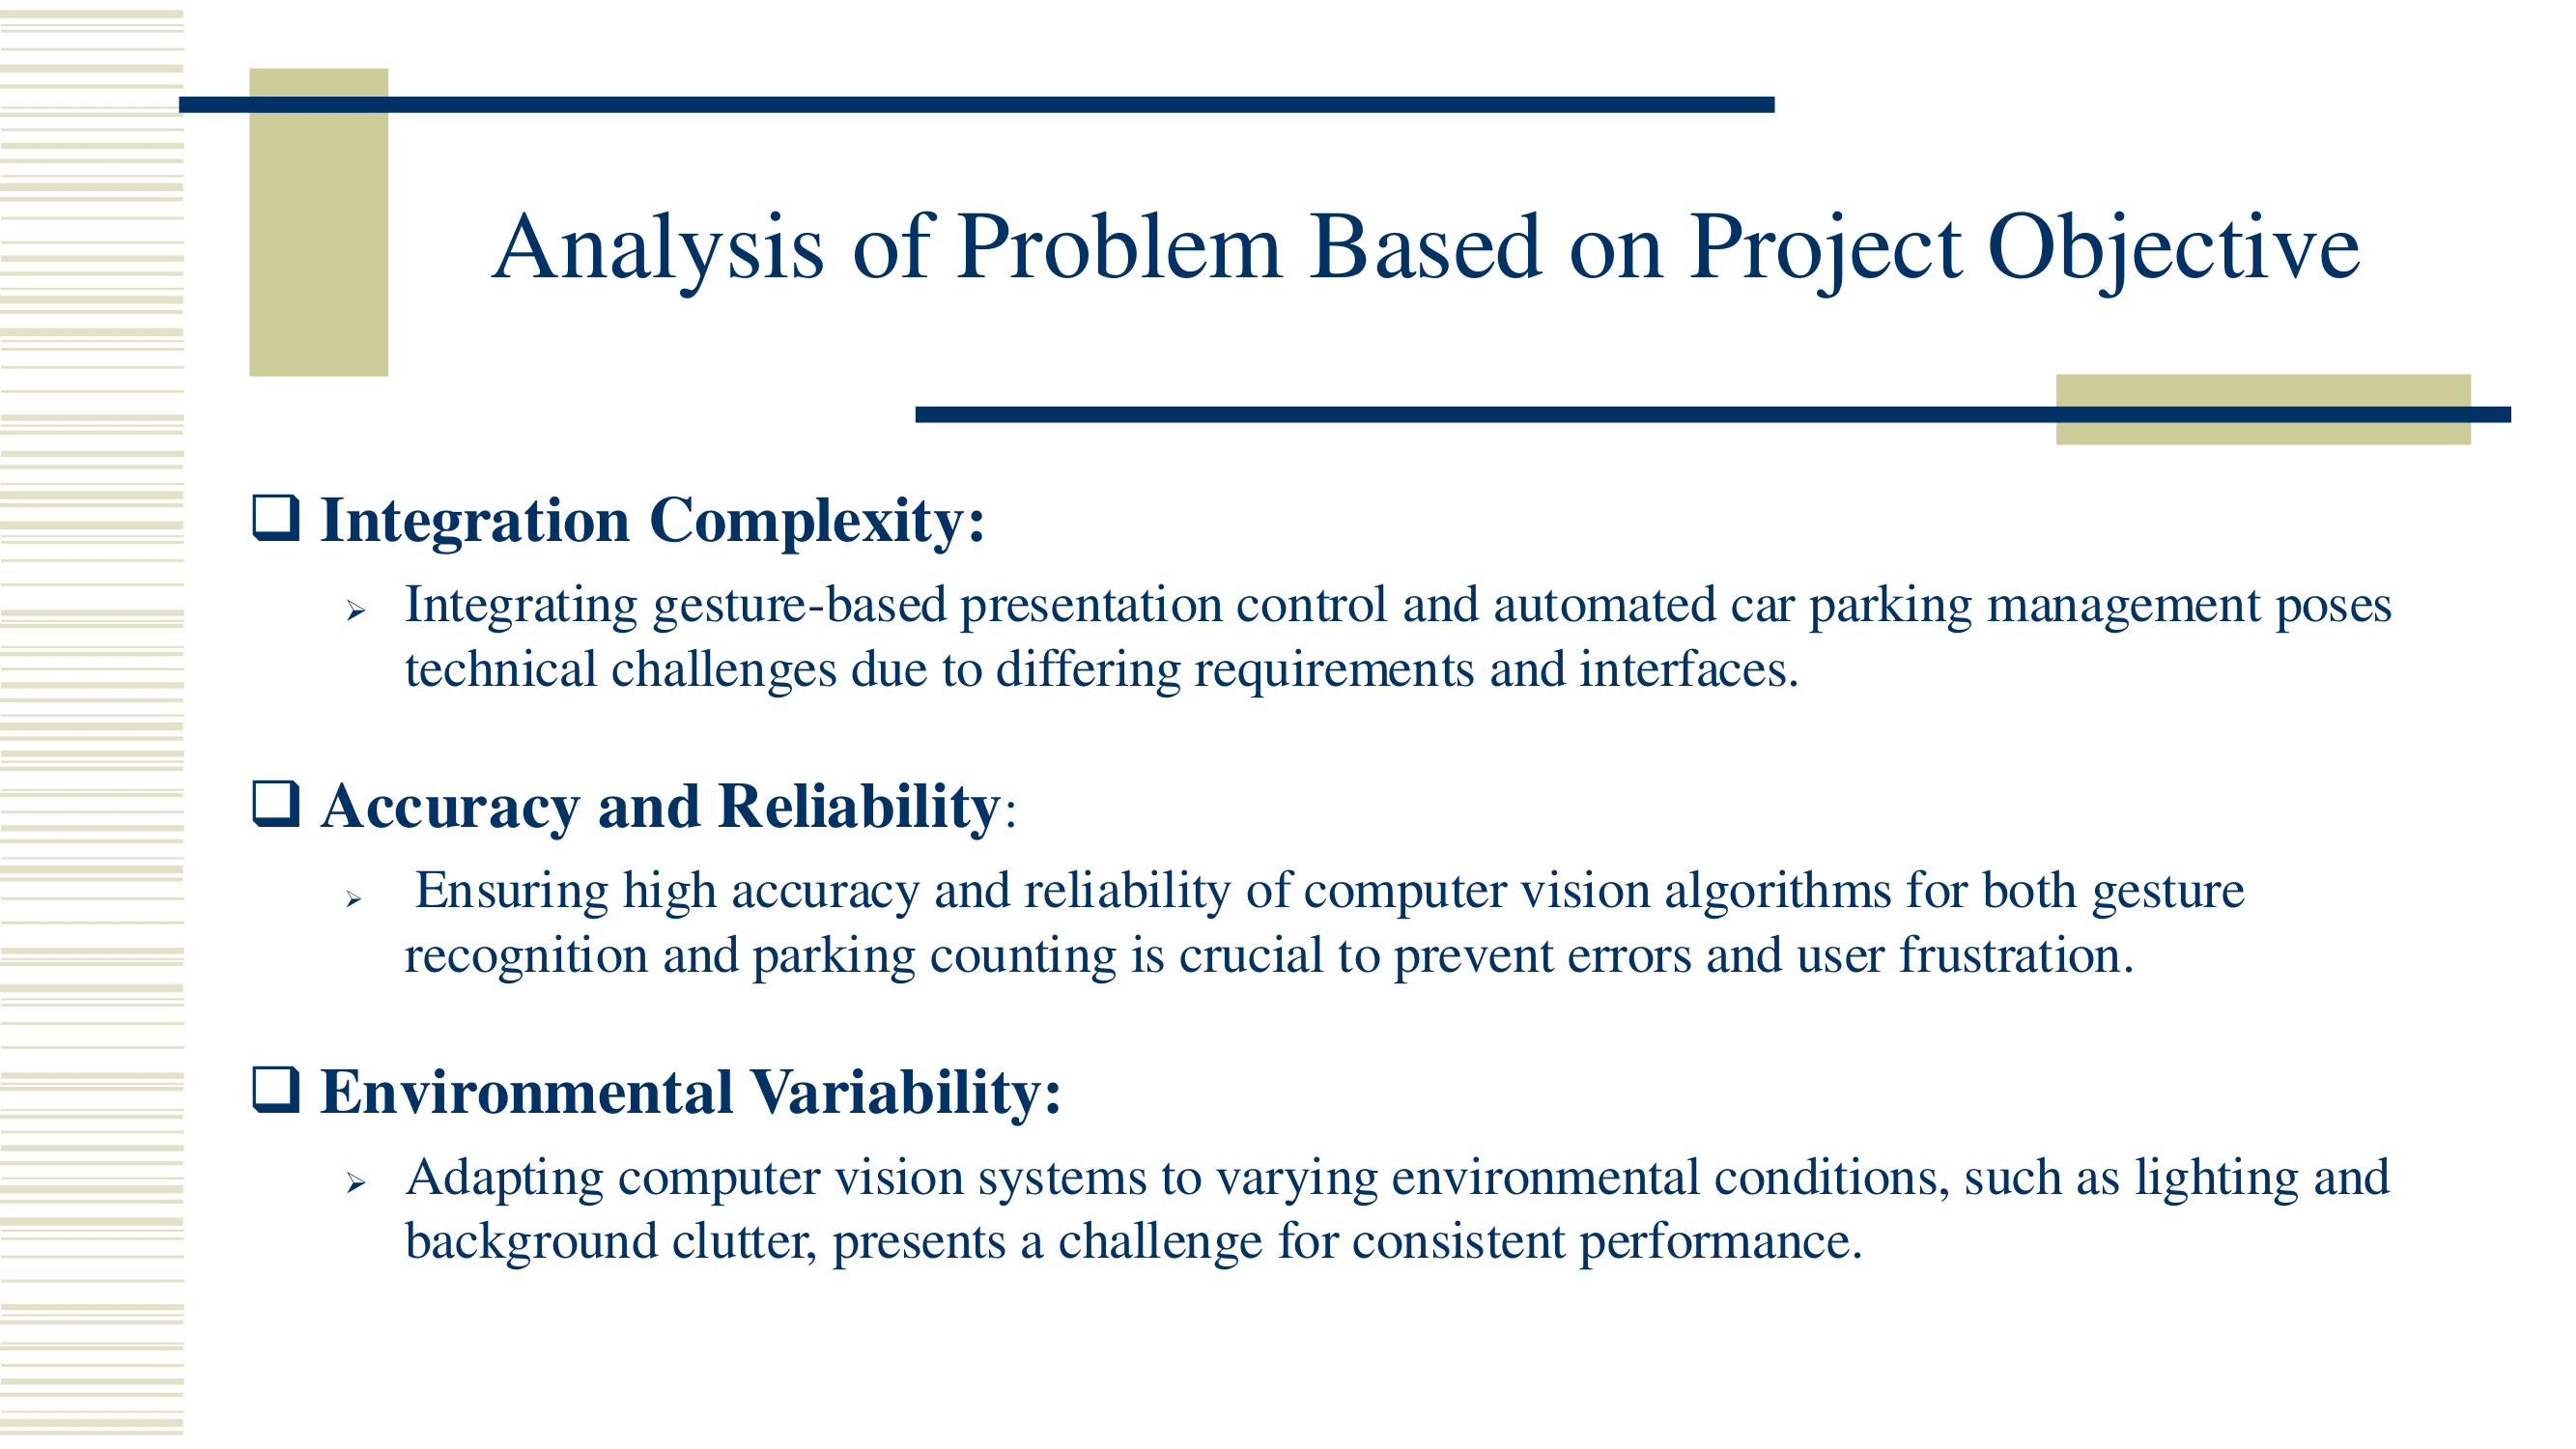 Analysis of Problem Based on Project Objective
❑ Integration Complexity:
➢ Integrating gesture-based presentation control and automated car parking management poses
technical challenges due to differing requirements and interfaces.
❑ Accuracy and Reliability:
➢ Ensuring high accuracy and reliability of computer vision algorithms for both gesture
recognition and parking counting is crucial to prevent errors and user frustration.
❑ Environmental Variability:
➢ Adapting computer vision systems to varying environmental conditions, such as lighting and
background clutter, presents a challenge for consistent performance.